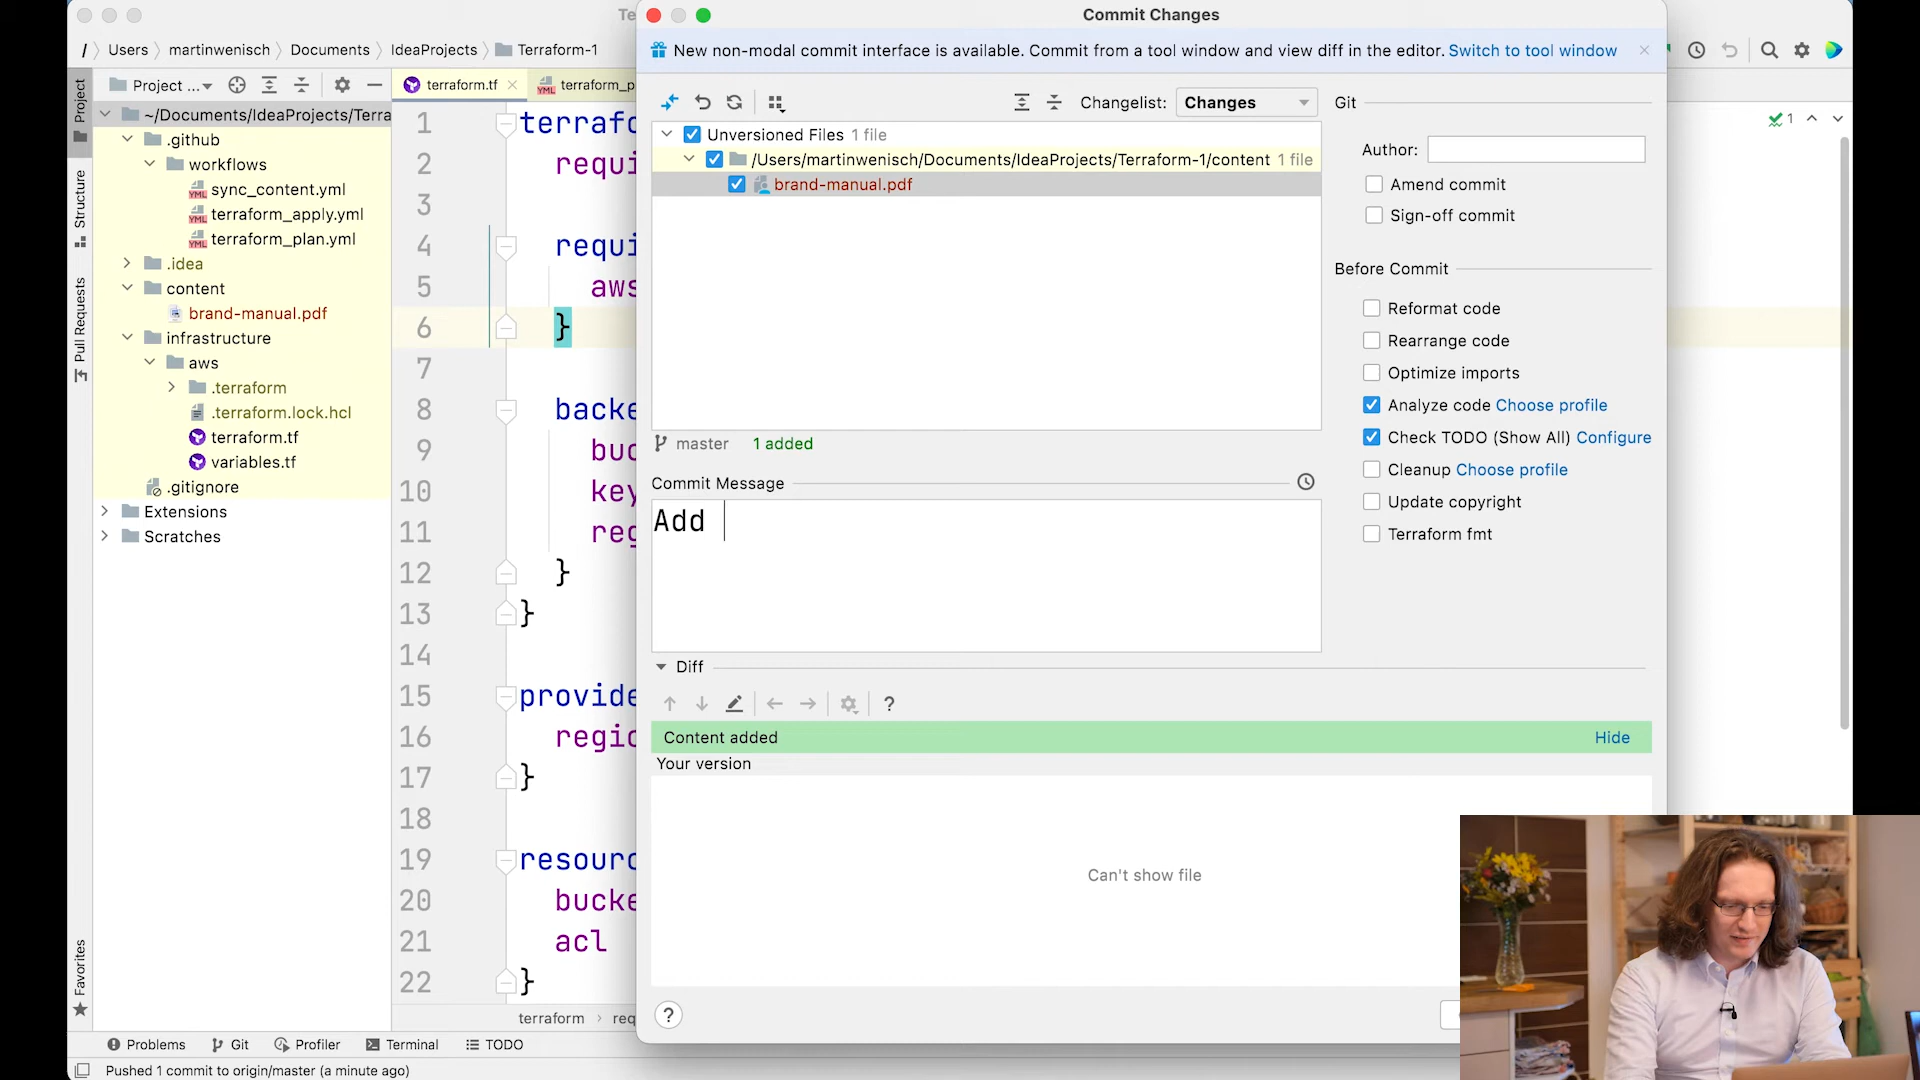 Te
Commit Changes
/ Users martinwenisch Documents IdeaProjects Terraform-1
New non-modal commit interface is available. Commit from a tool window and view diff in the editor. Switch to tool window
Project ...
terraform.tf
terraform_p
Changelist: Changes
Git
~/Documents/IdeaProjects/Terra
.github
workflows
sync_content.yml
terraform_apply.yml
terraform_plan.yml
.idea
content
brand-manual.pdf
infrastructure
aws
.terraform
.terraform.lock.hcl
terraform.tf
variables.tf
.gitignore
Extensions
Scratches
Project
Structure
Pull Requests
Favorites
1 terrafo
2 requi
3
4 requi
5 aws
6 }
7
8 backe
9 buc
10 key
11 reg
12 }
13 }
14
15 provide
16 regio
17 }
18
19 resourc
20 bucke
21 acl
22 }
terraform req
Unversioned Files 1 file
/Users/martinwenisch/Documents/IdeaProjects/Terraform-1/content 1 file
brand-manual.pdf
master 1 added
Commit Message
Add
Diff
?
Content added Hide
Your version
Can't show file
?
Author:
Amend commit
Sign-off commit
Before Commit
Reformat code
Rearrange code
Optimize imports
Analyze code Choose profile
Check TODO (Show All) Configure
Cleanup Choose profile
Update copyright
Terraform fmt
1
Problems Git Profiler Terminal TODO
Pushed 1 commit to origin/master (a minute ago)